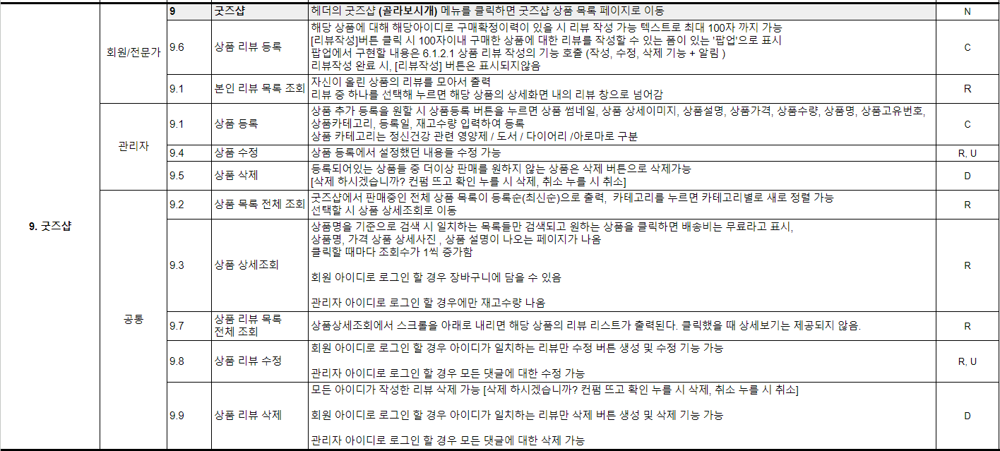 9 굿즈샵 헤더의 굿즈샵 (골라보시개) 메뉴를 클릭하면 굿즈샵 상품 목록 페이지로 이동 N
회원/전문가
9.6 상품 리뷰 등록
해당 상품에 대해 해당아이디로 구매확정이력이 있을 시 리뷰 작성 가능 텍스트로 최대 100자 까지 가능
[리뷰작성]버튼 클릭 시 100자이내 구매한 상품에 대한 리뷰를 작성할 수 있는 폼이 있는 '팝업'으로 표시
팝업에서 구현할 내용은 6.1.2.1 상품 리뷰 작성의 기능 호출 (작성, 수정, 삭제 기능 + 알림 )
리뷰작성 완료 시, [리뷰작성] 버튼은 표시되지않음
C
9.1 본인 리뷰 목록 조회
자신이 올린 상품의 리뷰를 모아서 출력
리뷰 중 하나를 선택해 누르면 해당 상품의 상세화면 내의 리뷰 창으로 넘어감
R
관리자
9.1 상품 등록
상품 추가 등록을 원할 시 상품등록 버튼을 누르면 상품 썸네일, 상품 상세이미지, 상품설명, 상품가격, 상품수량, 상품명, 상품고유번호,
상품카테고리, 등록일, 재고수량 입력하여 등록
상품 카테고리는 정신건강 관련 영양제 / 도서 / 다이어리 /아로마로 구분
C
9.4 상품 수정 상품 등록에서 설정했던 내용들 수정 가능 R, U
9.5 상품 삭제
등록되어있는 상품들 중 더이상 판매를 원하지 않는 상품은 삭제 버튼으로 삭제가능
[삭제 하시겠습니까? 컨펌 뜨고 확인 누를 시 삭제, 취소 누를 시 취소]
D
9. 굿즈샵
공통
9.2 상품 목록 전체 조회
굿즈샵에서 판매중인 전체 상품 목록이 등록순(최신순)으로 출력, 카테고리를 누르면 카테고리별로 새로 정렬 가능
선택할 시 상품 상세조회로 이동
R
9.3 상품 상세조회
상품명을 기준으로 검색 시 일치하는 목록들만 검색되고 원하는 상품을 클릭하면 배송비는 무료라고 표시,
상품명, 가격 상품 상세사진 , 상품 설명이 나오는 페이지가 나옴
클릭할 때마다 조회수가 1씩 증가함
회원 아이디로 로그인 할 경우 장바구니에 담을 수 있음
관리자 아이디로 로그인 할 경우에만 재고수량 나옴
R
9.7 상품 리뷰 목록
전체 조회
상품상세조회에서 스크롤을 아래로 내리면 해당 상품의 리뷰 리스트가 출력된다. 클릭했을 때 상세보기는 제공되지 않음.
R
9.8 상품 리뷰 수정
회원 아이디로 로그인 할 경우 아이디가 일치하는 리뷰만 수정 버튼 생성 및 수정 기능 가능
관리자 아이디로 로그인 할 경우 모든 댓글에 대한 수정 가능
R, U
9.9 상품 리뷰 삭제
모든 아이디가 작성한 리뷰 삭제 가능 [삭제 하시겠습니까? 컨펌 뜨고 확인 누를 시 삭제, 취소 누를 시 취소]
회원 아이디로 로그인 할 경우 아이디가 일치하는 리뷰만 삭제 버튼 생성 및 삭제 기능 가능
관리자 아이디로 로그인 할 경우 모든 댓글에 대한 삭제 가능
D